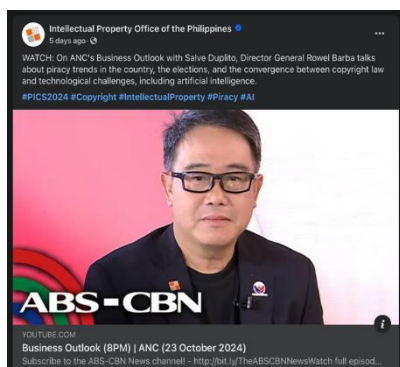 Intellectual Property Office of the Philippines
5 days ago ·
WATCH: On ANC's Business Outlook with Salve Duplito, Director General Rowel Barba talks
about piracy trends in the country, the elections, and the convergence between copyright law
and technological challenges, including artificial intelligence.
#PICS2024 #Copyright #IntellectualProperty #Piracy #AI
ABS-CBN
YOUTUBE.COM
Business Outlook (8PM) | ANC (23 October 2024)
Subscribe to the ABS-CBN News channel! - http://bit.ly/TheABSCBNNewsWatch full episod...